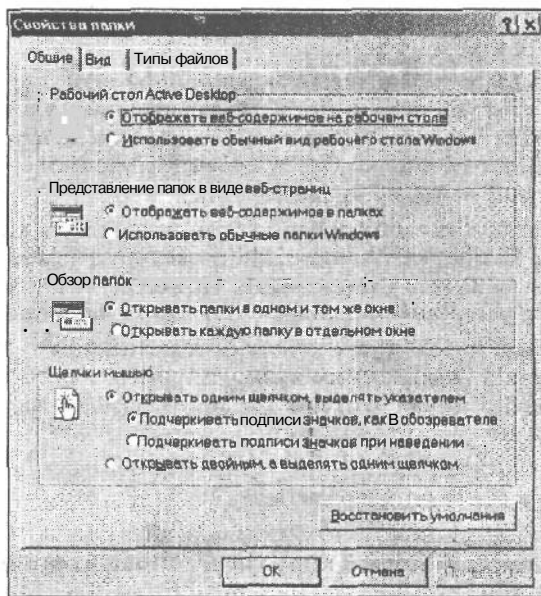 Свойства папки
Общие Вид Типы файлов
Рабочий стол Active Desktop
Отображать веб-содержимое на рабочем столе
Использовать обычный вид рабочего стола Windows
Представление папок в виде веб-страниц
Отображать веб-содержимое в папках
Использовать обычные папки Windows
Обзор папок
Открывать папки в одном и том же окне
Открывать каждую папку в отдельном окне
Щелчки мышью
Открывать одним щелчком, выделять указателем
Подчеркивать подписи значков, как В обозревателе
Подчеркивать подписи значков при наведении
Открывать двойным, а выделять одним щелчком
Восстановить умолчания
OK Отмена